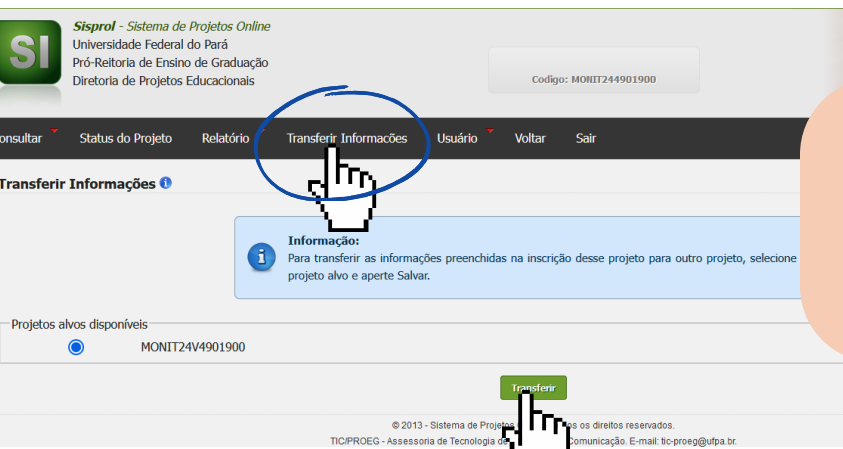 SI
Sisprol - Sistema de Projetos Online
Universidade Federal do Pará
Pró-Reitoria de Ensino de Graduação
Diretoria de Projetos Educacionais
Codigo: MONIT244901900
onsultar Status do Projeto Relatório Transferir Informações Usuário Voltar Sair
Transferir Informações
Informação:
Para transferir as informações preenchidas na inscrição desse projeto para outro projeto, selecione
projeto alvo e aperte Salvar.
Projetos alvos disponíveis
MONIT24V4901900
Transferir
© 2013 - Sistema de Projetos os direitos reservados.
TIC/PROEG - Assessoria de Tecnologia Comunicação. E-mail: tic-proeg@ufpa.br.